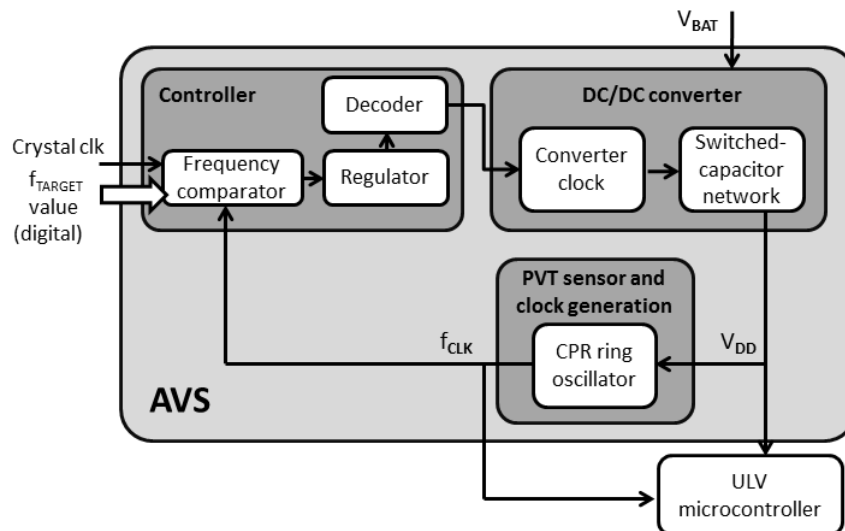 V_BAT
Controller
Decoder
DC/DC converter
Crystal clk
f_TARGET
value
(digital)
Frequency
comparator
Regulator
Converter
clock
Switched-
capacitor
network
PVT sensor and
clock generation
f_CLK
CPR ring
oscillator
V_DD
AVS
ULV
microcontroller